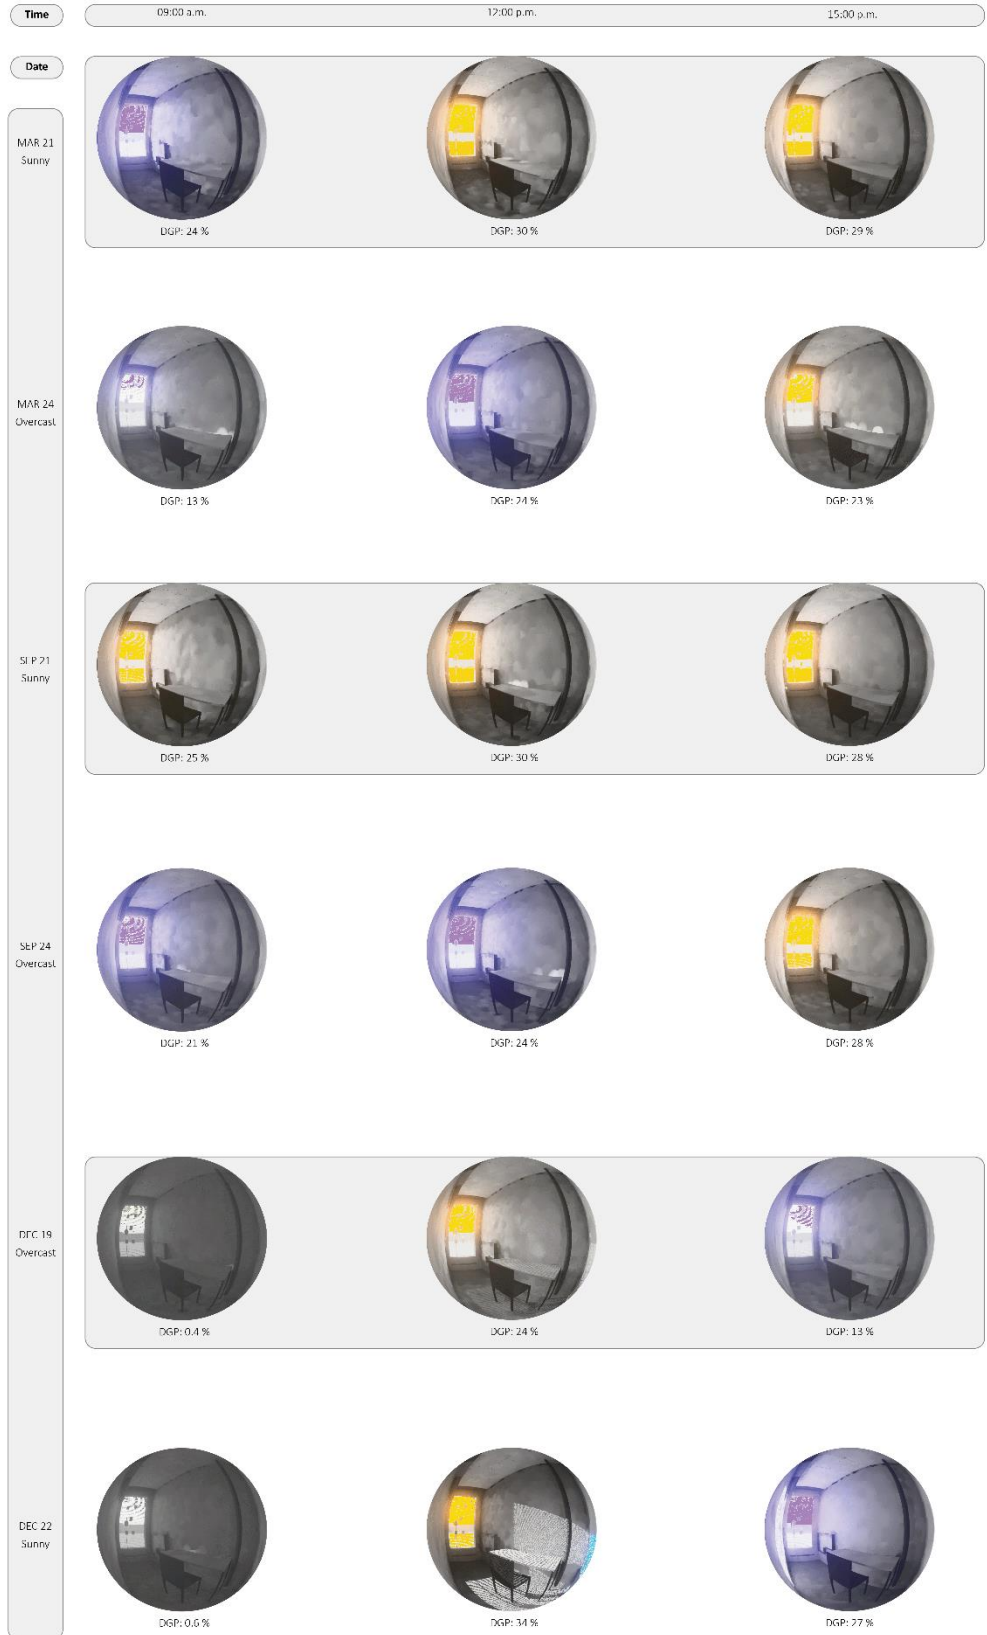 Time
09:00 a.m.
12:00 p.m.
15:00 p.m.
Date
MAR 21
Sunny
DGP: 24 %
DGP: 30 %
DGP: 29 %
MAR 24
Overcast
DGP: 13 %
DGP: 24 %
DGP: 23 %
SEP 21
Sunny
DGP: 25 %
DGP: 30 %
DGP: 28 %
SEP 24
Overcast
DGP: 21 %
DGP: 24 %
DGP: 28 %
DEC 19
Overcast
DGP: 0.4 %
DGP: 24 %
DGP: 13 %
DEC 22
Sunny
DGP: 0.6 %
DGP: 34 %
DGP: 27 %